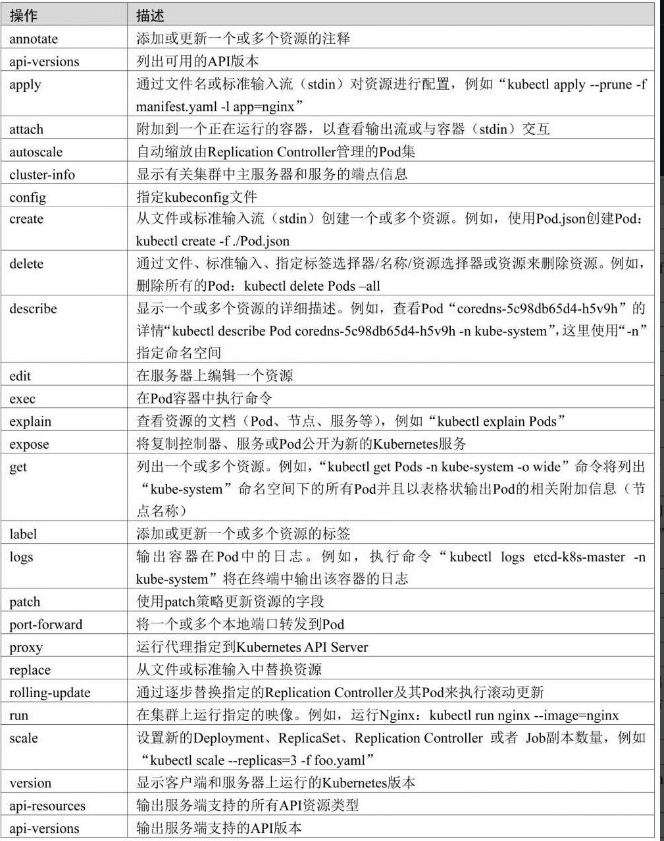 操作 描述
annotate 添加或更新一个或多个资源的注释
api-versions 列出可用的API版本
apply 通过文件名或标准输入流（stdin）对资源进行配置，例如“kubectl apply --prune -f
manifest.yaml -l app=nginx”
attach 附加到一个正在运行的容器，以查看输出流或与容器（stdin）交互
autoscale 自动缩放由Replication Controller管理的Pod集
cluster-info 显示有关集群中主服务器和服务的端点信息
config 指定kubeconfig文件
create 从文件或标准输入流（stdin）创建一个或多个资源。例如，使用Pod.json创建Pod：
kubectl create -f ./Pod.json
delete 通过文件、标准输入、指定标签选择器/名称/资源选择器或资源来删除资源。例如，
删除所有的Pod：kubectl delete Pods –all
describe 显示一个或多个资源的详细描述。例如，查看Pod“coredns-5c98db65d4-h5v9h”的
详情“kubectl describe Pod coredns-5c98db65d4-h5v9h -n kube-system”，这里使用“-n”
指定命名空间
edit 在服务器上编辑一个资源
exec 在Pod容器中执行命令
explain 查看资源的文档（Pod、节点、服务等），例如“kubectl explain Pods”
expose 将复制控制器、服务或Pod公开为新的Kubernetes服务
get 列出一个或多个资源。例如，“kubectl get Pods -n kube-system -o wide”命令将列出
“kube-system”命名空间下的所有Pod并且以表格状输出Pod的相关附加信息（节
点名称）
label 添加或更新一个或多个资源的标签
logs 输出容器在Pod中的日志。例如，执行命令“kubectl logs etcd-k8s-master -n
kube-system”将在终端中输出该容器的日志
patch 使用patch策略更新资源的字段
port-forward 将一个或多个本地端口转发到Pod
proxy 运行代理指定到Kubernetes API Server
replace 从文件或标准输入中替换资源
rolling-update 通过逐步替换指定的Replication Controller及其Pod来执行滚动更新
run 在集群上运行指定的映像。例如，运行Nginx：kubectl run nginx --image=nginx
scale 设置新的Deployment、ReplicaSet、Replication Controller 或者 Job副本数量，例如
“kubectl scale --replicas=3 -f foo.yaml”
version 显示客户端和服务器上运行的Kubernetes版本
api-resources 输出服务端支持的所有API资源类型
api-versions 输出服务端支持的API版本